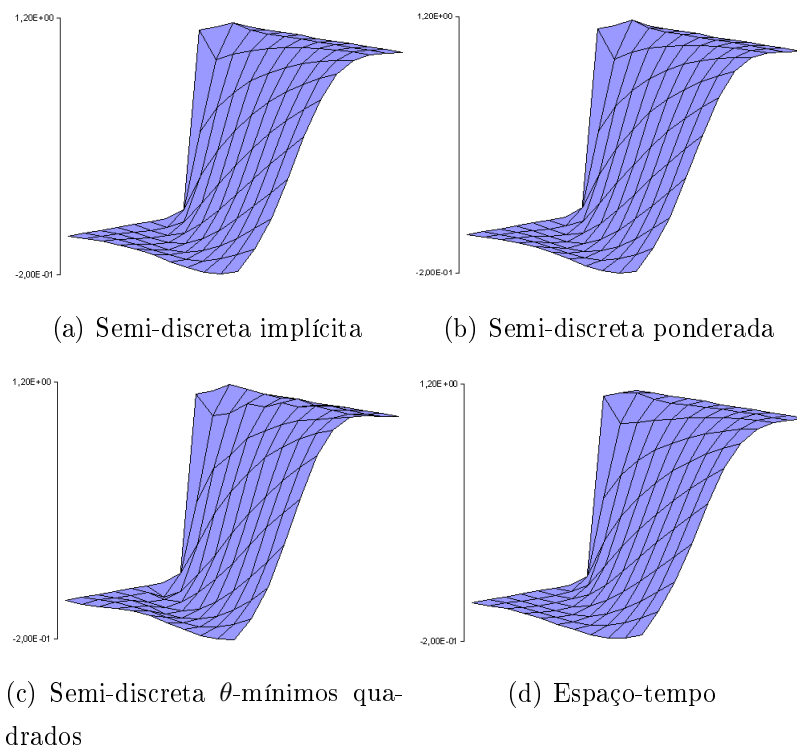 1,20E+00
1,20E+00
-2,00E-01
-2,00E-01
(a) Semi-discreta implícita
(b) Semi-discreta ponderada
1,20E+00
1,20E+00
-2,00E-01
-2,00E-01
(c) Semi-discreta θ-mínimos qua-
drados
(d) Espaço-tempo